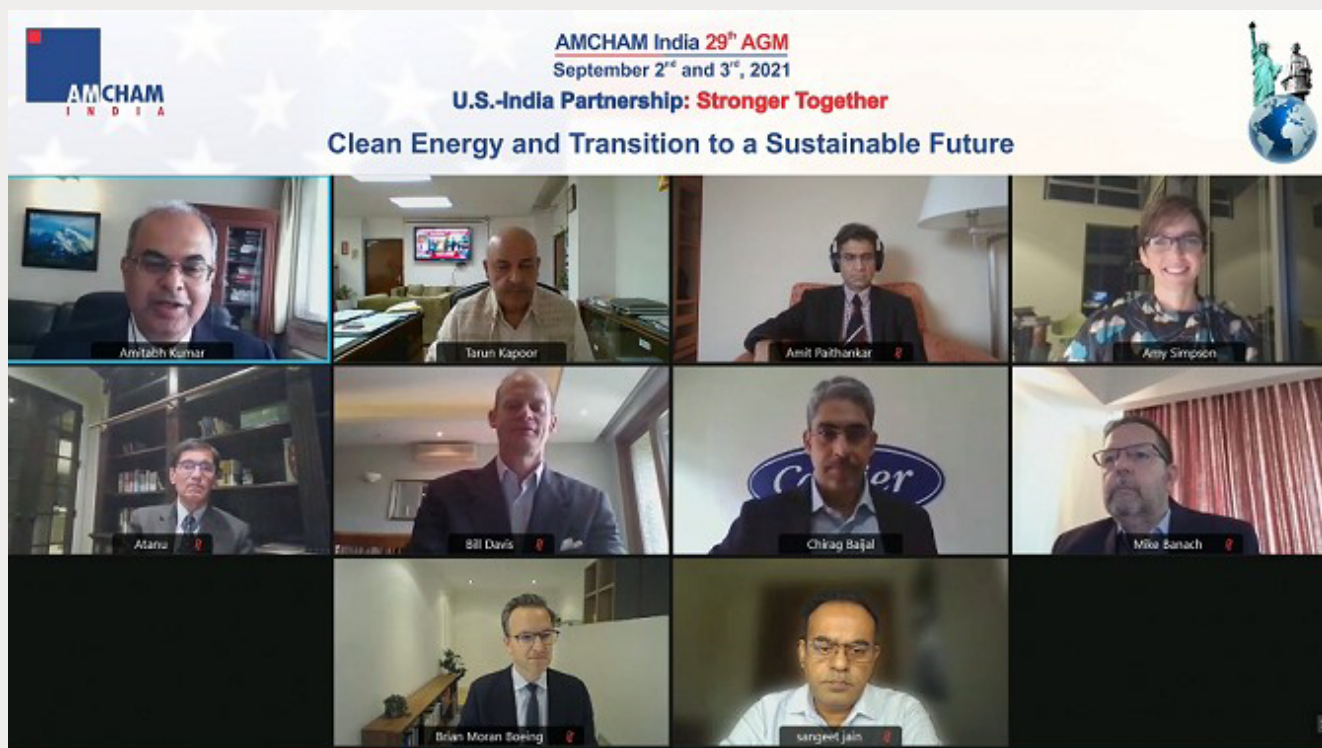 AMCHAM
INDIA
AMCHAM India 29th AGM
September 2nd and 3rd, 2021
U.S.-India Partnership: Stronger Together
Clean Energy and Transition to a Sustainable Future
Amitabh Kumar
Tarun Kapoor
Amit Paithankar
Amy Simpson
Atanu
Bill Davis
Carrier
Chirag Baijal
Mike Banach
Brian Moran Boeing
sangeet jain